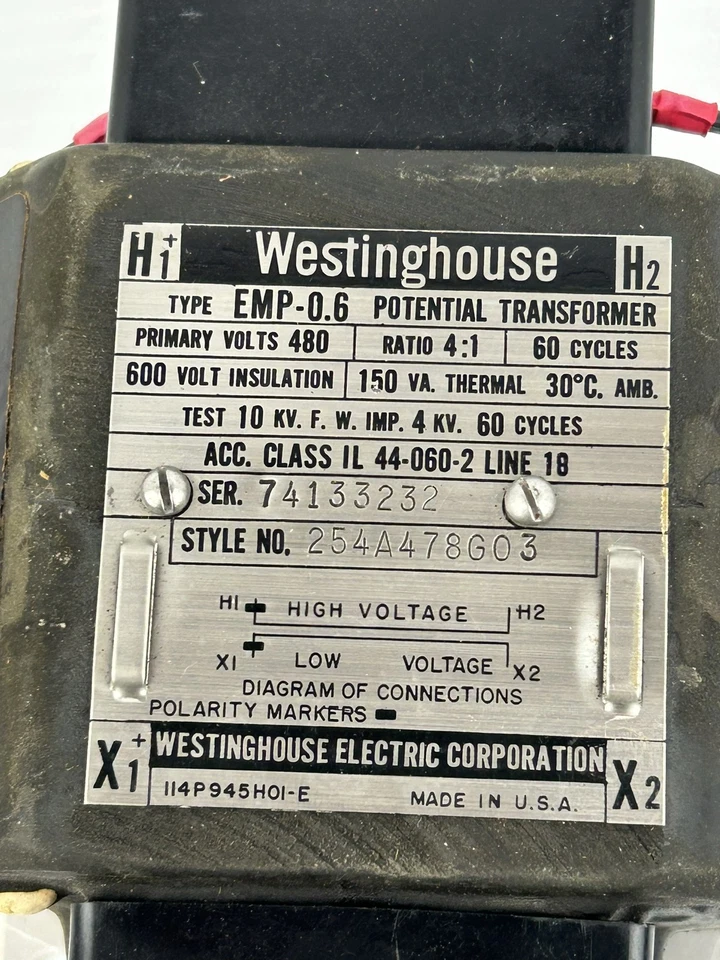 H1+ Westinghouse H2
TYPE EMP-0.6 POTENTIAL TRANSFORMER
PRIMARY VOLTS 480 RATIO 4:1 60 CYCLES
600 VOLT INSULATION 150 VA. THERMAL 30°C. AMB.
TEST 10 KV. F. W. IMP. 4 KV. 60 CYCLES
ACC. CLASS IL 44-060-2 LINE 18
SER. 74133232
STYLE NO. 254A478G03
H1 HIGH VOLTAGE H2
X1 LOW VOLTAGE X2
DIAGRAM OF CONNECTIONS
POLARITY MARKERS
X1+ WESTINGHOUSE ELECTRIC CORPORATION X2
114P945H01-E MADE IN U.S.A.